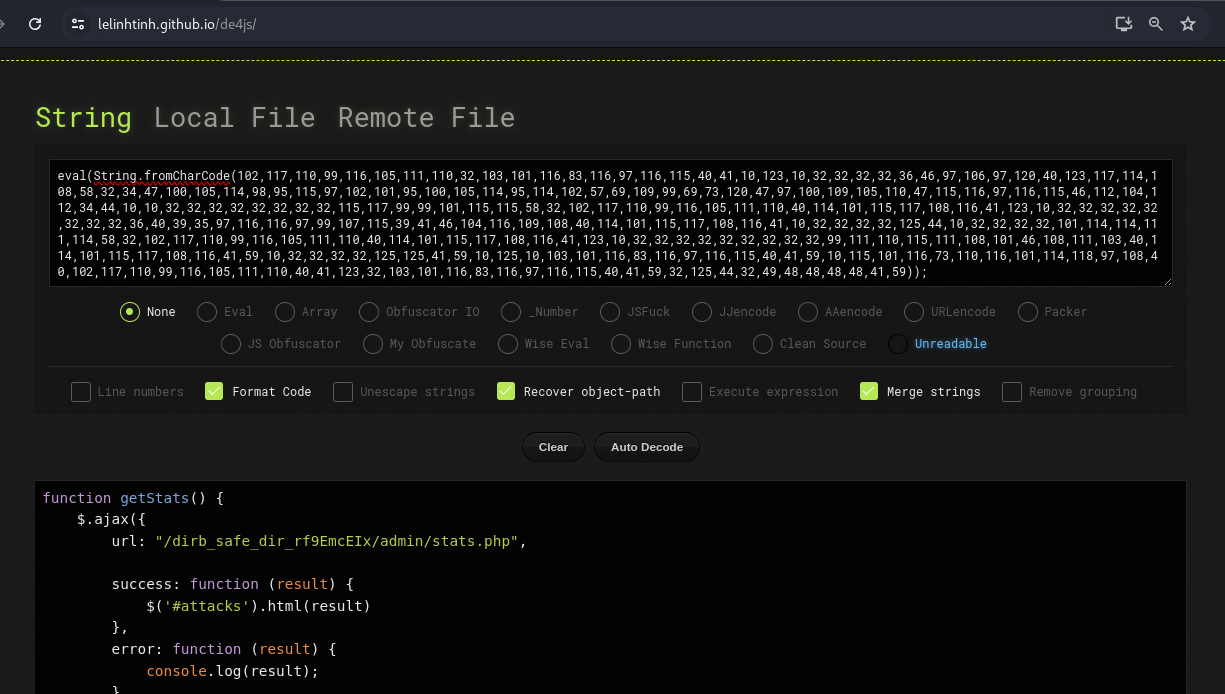 lelinhtinh.github.io/de4js/
String Local File Remote File
eval(String.fromCharCode(102,117,110,99,116,105,111,110,32,103,101,116,83,116,97,116,115,40,41,10,123,10,32,32,32,32,36,46,97,106,97,120,40,123,117,114,1
08,58,32,34,47,100,105,114,98,95,115,97,102,101,95,100,105,114,95,114,102,57,69,109,99,69,73,120,47,97,100,109,105,110,47,115,116,97,116,115,46,112,104,1
12,34,44,10,10,32,32,32,32,32,32,32,32,115,117,99,99,101,115,115,58,32,102,117,110,99,116,105,111,110,40,114,101,115,117,108,116,41,123,10,32,32,32,32,32
,32,32,32,36,40,39,35,97,116,116,97,99,107,115,39,41,46,104,116,109,108,40,114,101,115,117,108,116,41,10,32,32,32,32,125,44,10,32,32,32,32,101,114,114,11
1,114,58,32,102,117,110,99,116,105,111,110,40,114,101,115,117,108,116,41,123,10,32,32,32,32,32,32,32,32,32,99,111,110,115,111,108,101,46,108,111,103,40,1
14,101,115,117,108,116,41,59,10,32,32,32,32,125,125,41,59,10,125,10,103,101,116,83,116,97,116,115,40,41,59,10,115,101,116,73,110,116,101,114,118,97,108,4
0,102,117,110,99,116,105,111,110,40,41,123,32,103,101,116,83,116,97,116,115,40,41,59,32,125,44,32,49,48,48,48,48,41,59));
None Eval Array Obfuscator IO _Number JSFuck JJencode AAencode URLencode Packer
JS Obfuscator My Obfuscate Wise Eval Wise Function Clean Source Unreadable
Line numbers Format Code Unescape strings Recover object-path Execute expression Merge strings Remove grouping
Clear Auto Decode
function getStats() {
$.ajax({
url: "/dirb_safe_dir_rf9EmcEIx/admin/stats.php",
success: function (result) {
$('#attacks').html(result)
},
error: function (result) {
console.log(result);
}